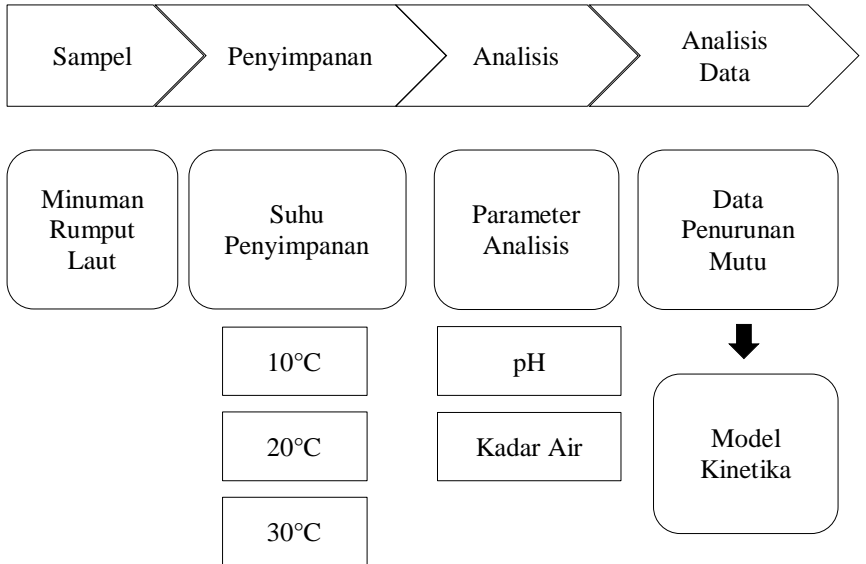 Sampel
Penyimpanan
Analisis
Analisis
Data
Minuman
Rumput
Laut
Suhu
Penyimpanan
Parameter
Analisis
Data
Penurunan
Mutu
10°C
20°C
30°C
pH
Kadar Air
Model
Kinetika